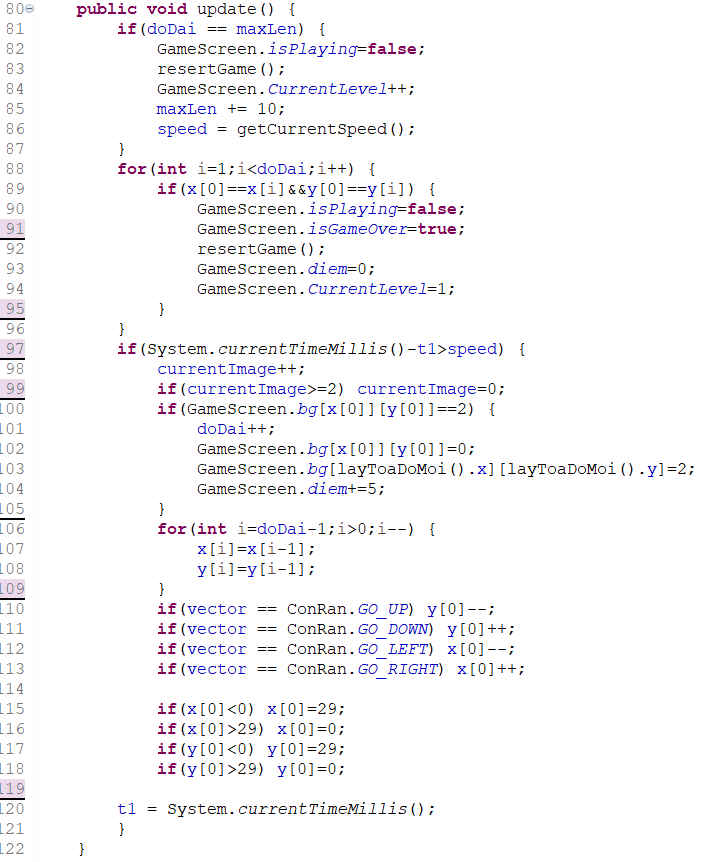 80 public void update() {
81 if(doDai == maxLen) {
82 GameScreen.isPlaying=false;
83 resertGame();
84 GameScreen.CurrentLevel++;
85 maxLen += 10;
86 speed = getCurrentSpeed();
87 }
88 for(int i=1;i<doDai;i++) {
89 if(x[0]==x[i]&&y[0]==y[i]) {
90 GameScreen.isPlaying=false;
91 GameScreen.isGameOver=true;
92 resertGame();
93 GameScreen.diem=0;
94 GameScreen.CurrentLevel=1;
95 }
96 }
97 if(System.currentTimeMillis()-t1>speed) {
98 currentImage++;
99 if(currentImage>=2) currentImage=0;
100 if(GameScreen.bg[x[0]][y[0]]==2) {
101 doDai++;
102 GameScreen.bg[x[0]][y[0]]=0;
103 GameScreen.bg[layToaDoMoi().x][layToaDoMoi().y]=2;
104 GameScreen.diem+=5;
105 }
106 for(int i=doDai-1;i>0;i--) {
107 x[i]=x[i-1];
108 y[i]=y[i-1];
109 }
110 if(vector == ConRan.GO_UP) y[0]--;
111 if(vector == ConRan.GO_DOWN) y[0]++;
112 if(vector == ConRan.GO_LEFT) x[0]--;
113 if(vector == ConRan.GO_RIGHT) x[0]++;
114
115 if(x[0]<0) x[0]=29;
116 if(x[0]>29) x[0]=0;
117 if(y[0]<0) y[0]=29;
118 if(y[0]>29) y[0]=0;
119
120 t1 = System.currentTimeMillis();
121 }
122 }